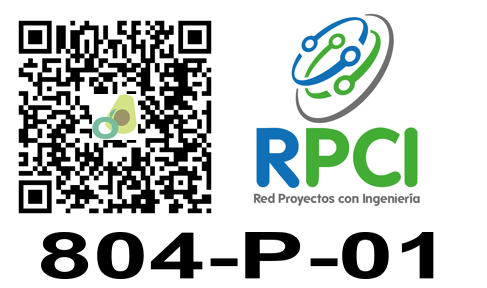 RPCI
Red Proyectos con Ingeniería
804-P-01